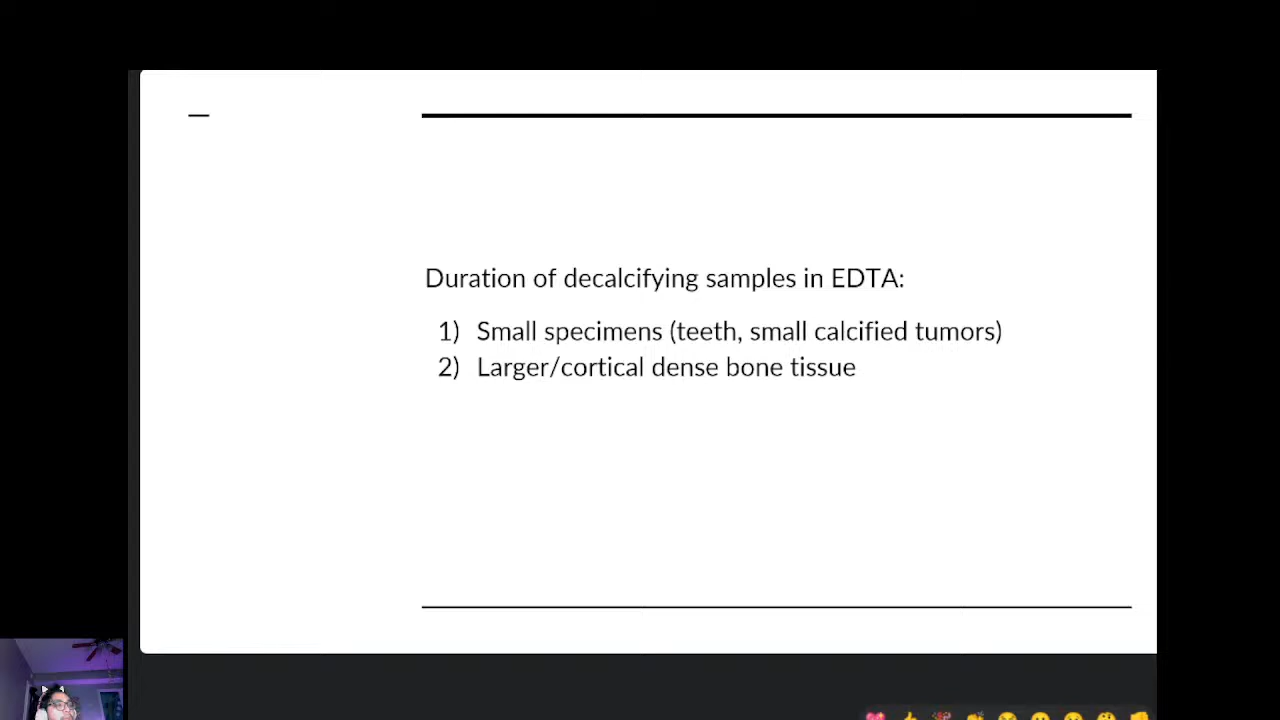 Duration of decalcifying samples in EDTA:
1) Small specimens (teeth, small calcified tumors)
2) Larger/cortical dense bone tissue